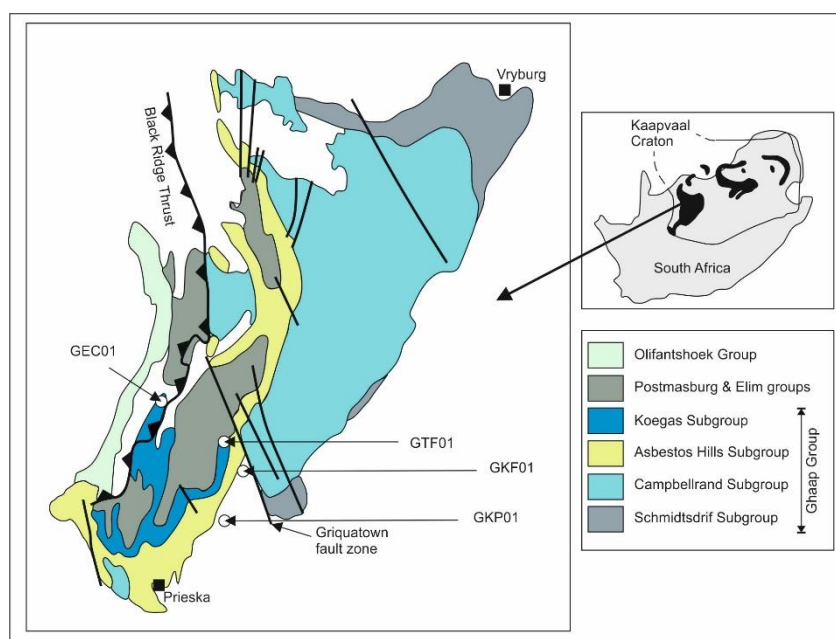 Vryburg
Black Ridge Thrust
GEC01
GTF01
GKF01
GKP01
Griquatown
fault zone
Prieska
Kaapvaal
Craton
South Africa
Olifantshoek Group
Postmasburg & Elim groups
Koegas Subgroup
Asbestos Hills Subgroup
Campbellrand Subgroup
Schmidtsdrif Subgroup
Ghaap Group